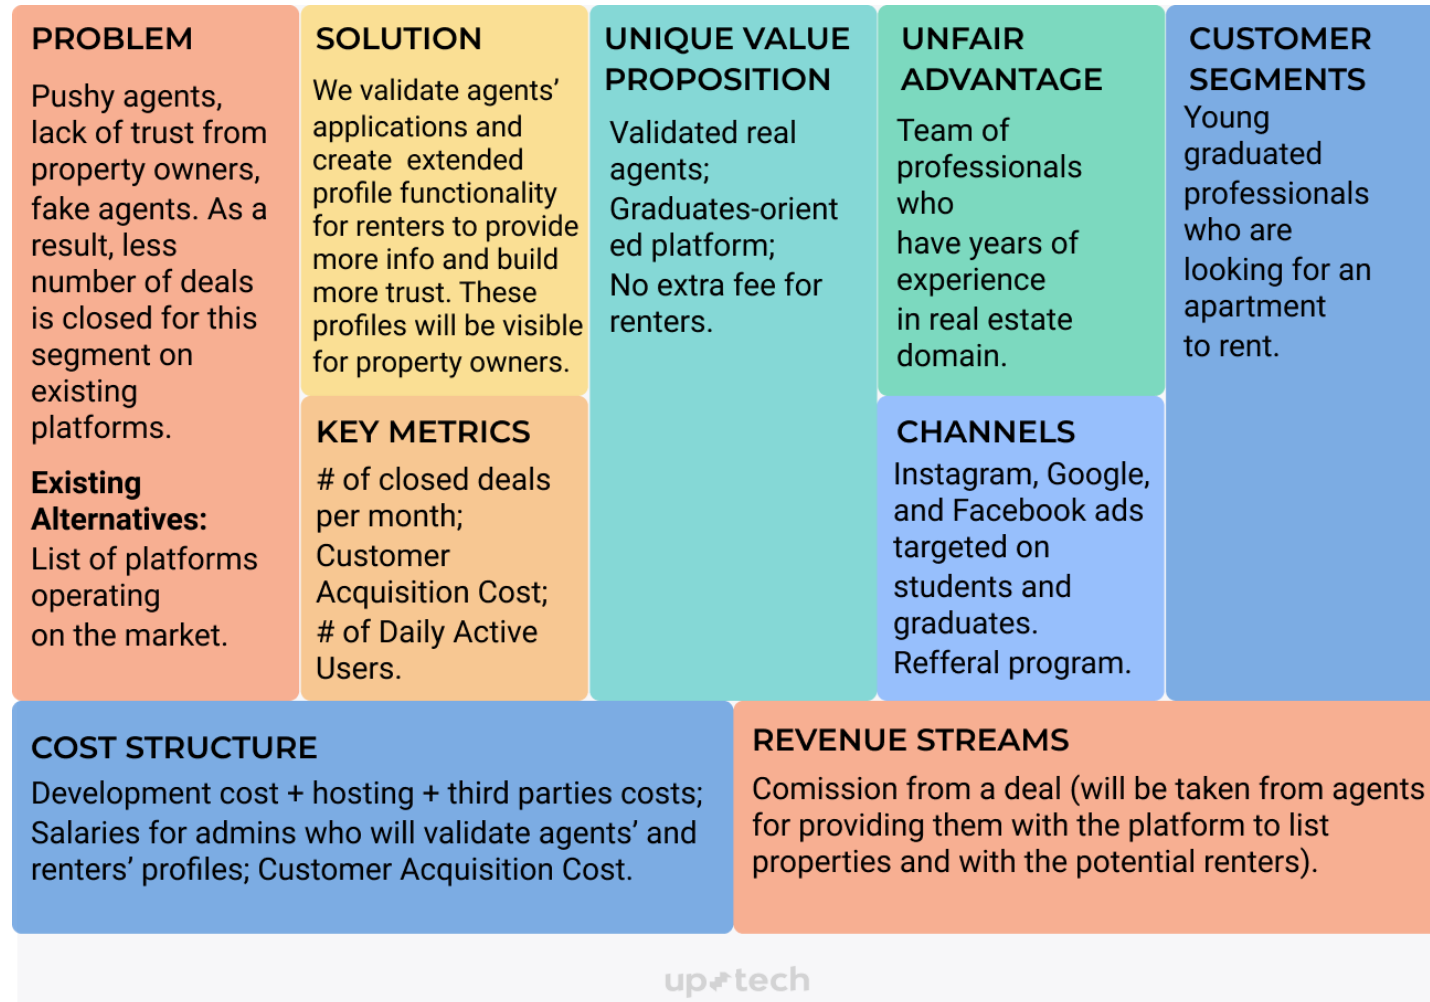 PROBLEM
Pushy agents,
lack of trust from
property owners,
fake agents. As a
result, less
number of deals
is closed for this
segment on
existing
platforms.
Existing
Alternatives:
List of platforms
operating
on the market.
SOLUTION
We validate agents’
applications and
create extended
profile functionality
for renters to provide
more info and build
more trust. These
profiles will be visible
for property owners.
KEY METRICS
# of closed deals
per month;
Customer
Acquisition Cost;
# of Daily Active
Users.
UNIQUE VALUE
PROPOSITION
Validated real
agents;
Graduates-orient
ed platform;
No extra fee for
renters.
UNFAIR
ADVANTAGE
Team of
professionals
who
have years of
experience
in real estate
domain.
CHANNELS
Instagram, Google,
and Facebook ads
targeted on
students and
graduates.
Refferal program.
CUSTOMER
SEGMENTS
Young
graduated
professionals
who are
looking for an
apartment
to rent.
COST STRUCTURE
Development cost + hosting + third parties costs;
Salaries for admins who will validate agents’ and
renters’ profiles; Customer Acquisition Cost.
REVENUE STREAMS
Comission from a deal (will be taken from agents
for providing them with the platform to list
properties and with the potential renters).
uptech